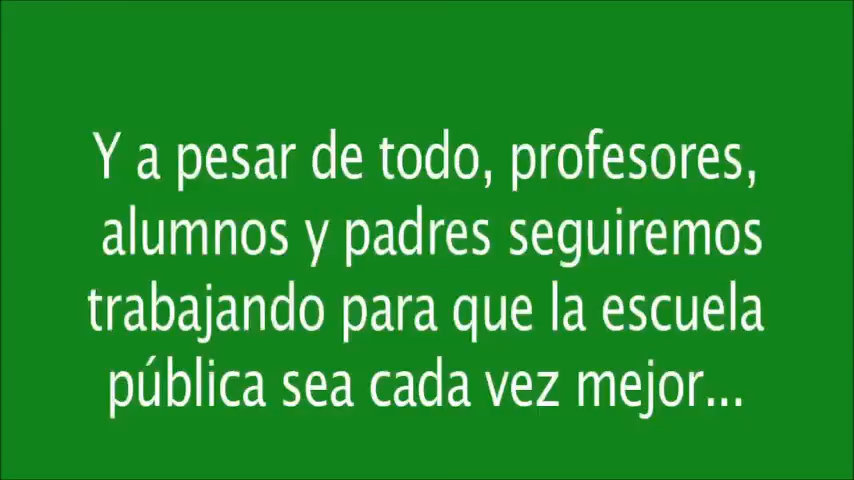 Y a pesar de todo, profesores,
alumnos y padres seguiremos
trabajando para que la escuela
pública sea cada vez mejor...